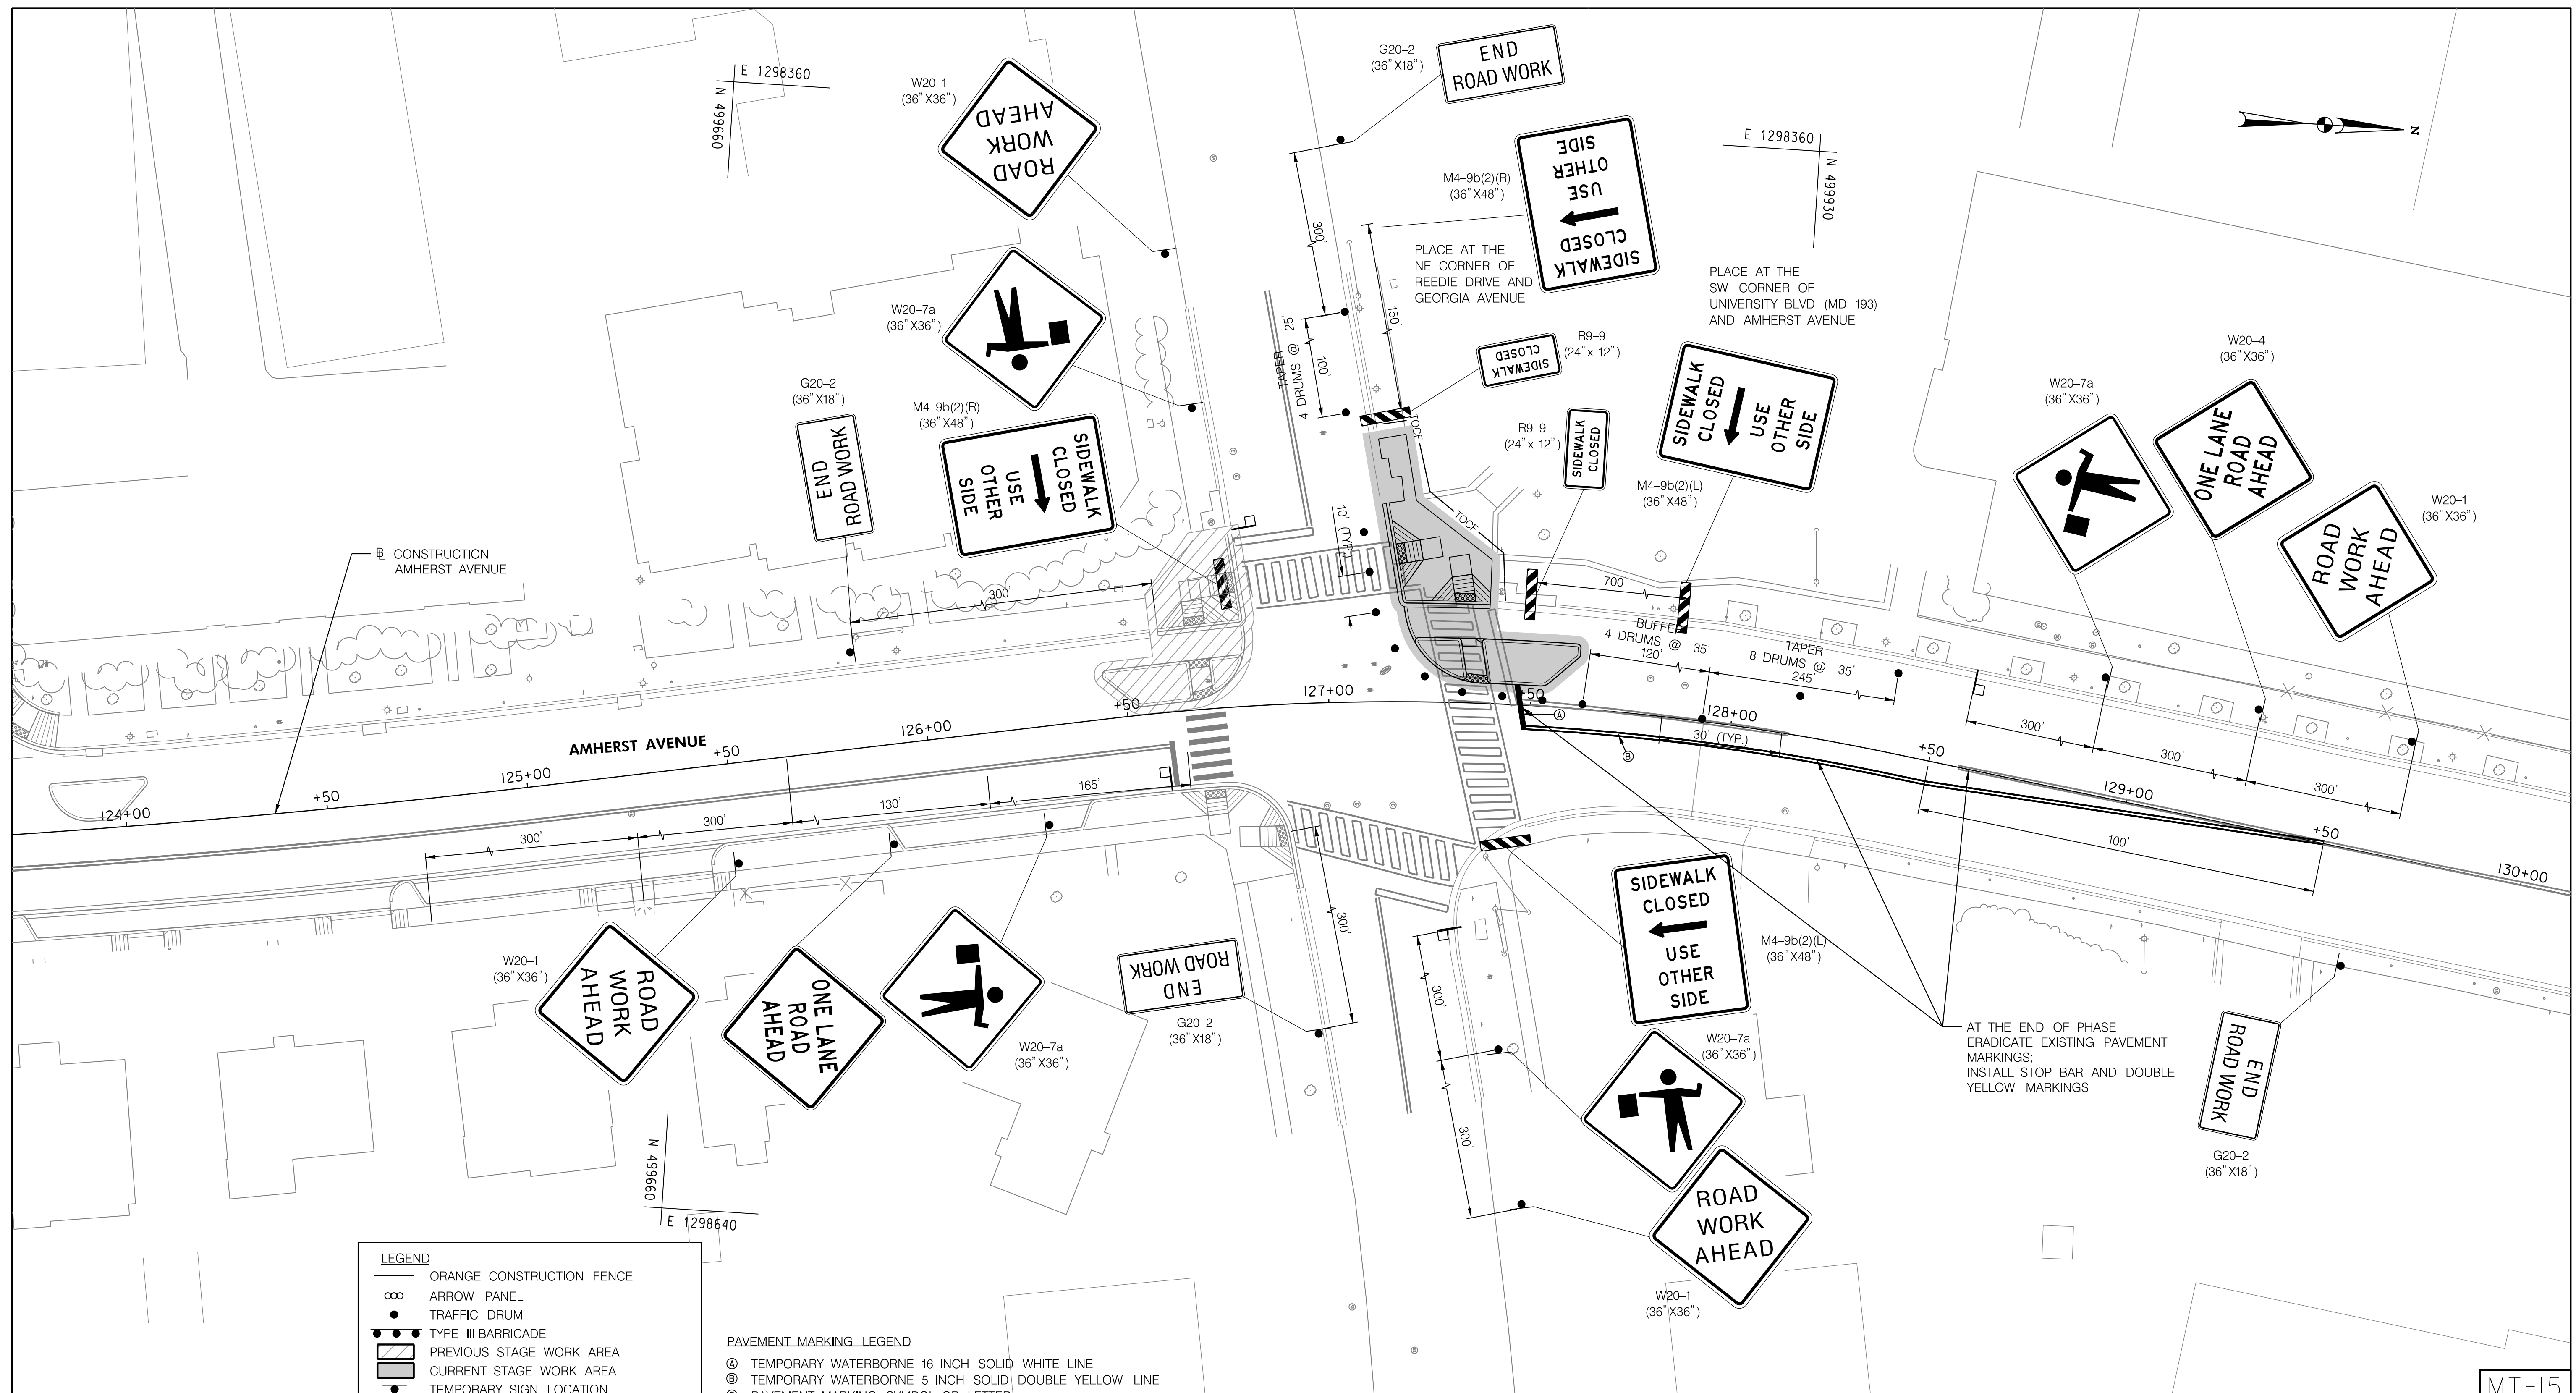 E 1298360
N 499660
W20-1
(36"X36")
ROAD
WORK
AHEAD
G20-2
(36"X18")
END
ROAD WORK
M4-9b(2)(R)
(36"X48")
SIDEWALK
CLOSED
USE
OTHER
SIDE
E 1298360
N 499930
N
PLACE AT THE
NE CORNER OF
REEDIE DRIVE AND
GEORGIA AVENUE
PLACE AT THE
SW CORNER OF
UNIVERSITY BLVD (MD 193)
AND AMHERST AVENUE
W20-7a
(36"X36")
300'
150'
TAPER
4 DRUMS @ 25'
100'
R9-9
(24"x 12")
SIDEWALK
CLOSED
W20-4
(36"X36")
ONE LANE
ROAD
AHEAD
W20-7a
(36"X36")
G20-2
(36"X18")
END
ROAD WORK
M4-9b(2)(R)
(36"X48")
SIDEWALK
CLOSED
USE
OTHER
SIDE
TOCF
TOCF
R9-9
(24"x 12")
SIDEWALK
CLOSED
SIDEWALK
CLOSED
USE
OTHER
SIDE
M4-9b(2)(L)
(36"X48")
W20-1
(36"X36")
ROAD
WORK
AHEAD
10' (TYP.)
BL CONSTRUCTION
AMHERST AVENUE
300'
700'
BUFFER
4 DRUMS @ 35'
120'
TAPER
8 DRUMS @ 35'
245'
300'
300'
300'
124+00
+50
125+00
+50
126+00
+50
127+00
+50
128+00
+50
129+00
+50
130+00
AMHERST AVENUE
A
B
30' (TYP.)
100'
300'
300'
130'
165'
300'
300'
300'
W20-1
(36"X36")
ROAD
WORK
AHEAD
ONE LANE
ROAD
AHEAD
W20-7a
(36"X36")
END
ROAD WORK
G20-2
(36"X18")
SIDEWALK
CLOSED
USE
OTHER
SIDE
M4-9b(2)(L)
(36"X48")
W20-7a
(36"X36")
ROAD
WORK
AHEAD
W20-1
(36"X36")
AT THE END OF PHASE,
ERADICATE EXISTING PAVEMENT
MARKINGS;
INSTALL STOP BAR AND DOUBLE
YELLOW MARKINGS
END
ROAD WORK
G20-2
(36"X18")
N 499660
E 1298640
LEGEND
ORANGE CONSTRUCTION FENCE
ARROW PANEL
TRAFFIC DRUM
TYPE III BARRICADE
PREVIOUS STAGE WORK AREA
CURRENT STAGE WORK AREA
TEMPORARY SIGN LOCATION
PAVEMENT MARKING LEGEND
A TEMPORARY WATERBORNE 16 INCH SOLID WHITE LINE
B TEMPORARY WATERBORNE 5 INCH SOLID DOUBLE YELLOW LINE
PAVEMENT MARKING SYMBOL OR LETTER
MT-15